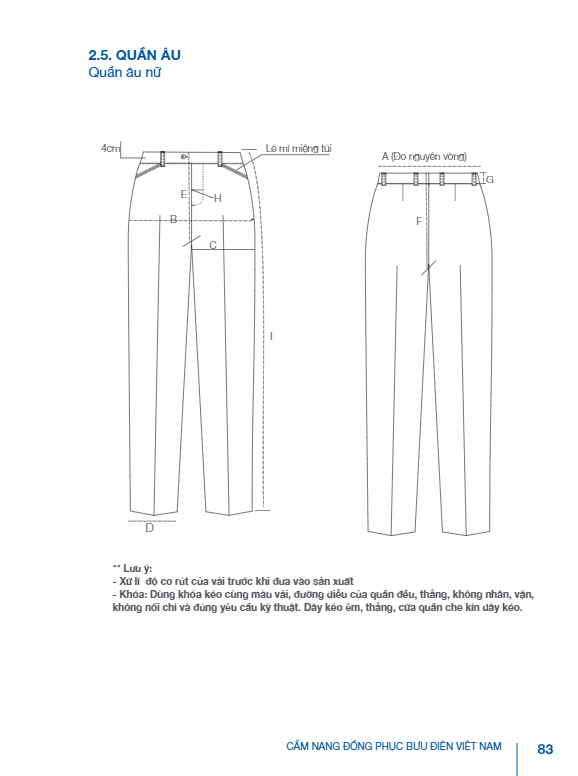 2.5. QUẦN ÂU
Quần âu nữ
4cm
Lé mí miệng túi
A (Đo nguyên vòng)
G
E
H
B
F
C
I
D
** Lưu ý:
- Xử lí độ co rút của vải trước khi đưa vào sản xuất
- Khóa: Dùng khóa kéo cùng màu vải, đường diễu cửa quần đều, thẳng, không nhăn, vặn,
không nối chỉ và đúng yêu cầu kỹ thuật. Dây kéo êm, thẳng, cửa quần che kín dây kéo.
CẨM NANG ĐỒNG PHỤC BƯU ĐIỆN VIỆT NAM
83